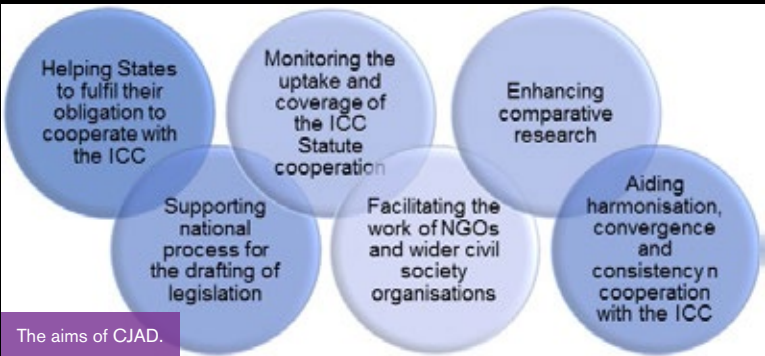 Helping States
to fulfil their
obligation to
cooperate with
the ICC
Supporting
national
process for
the drafting of
legislation
Monitoring the
uptake and
coverage of
the ICC
Statute
cooperation
Facilitating the
work of NGOs
and wider civil
society
organisations
Enhancing
comparative
research
Aiding
harmonisation,
convergence
and
consistency n
cooperation
with the ICC
The aims of CJAD.